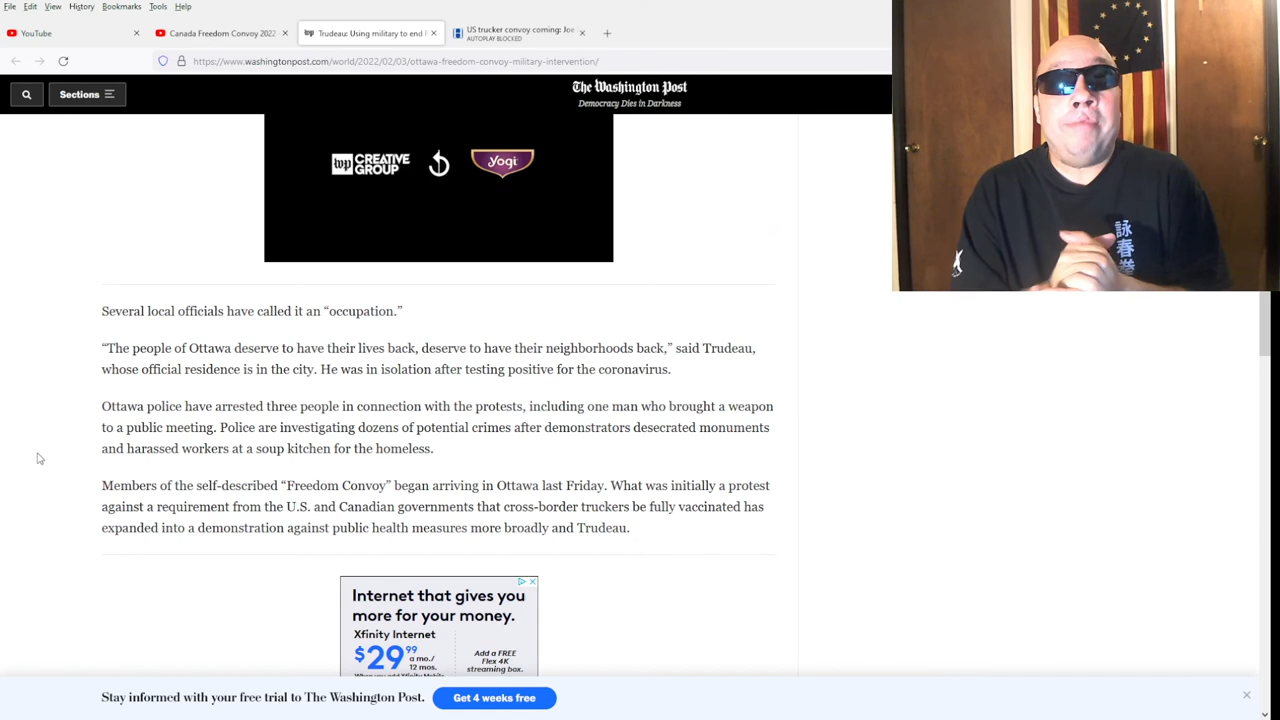 File Edit View History Bookmarks Tools Help
YouTube
Canada Freedom Convoy 2022
Trudeau: Using military to end
US trucker convoy coming: Joe
AUTOPLAY BLOCKED
https://www.washingtonpost.com/world/2022/02/03/ottawa-freedom-convoy-military-intervention/
Sections
The Washington Post
Democracy Dies in Darkness
wp CREATIVE GROUP
yogi
詠春拳
Several local officials have called it an “occupation.”
“The people of Ottawa deserve to have their lives back, deserve to have their neighborhoods back,” said Trudeau,
whose official residence is in the city. He was in isolation after testing positive for the coronavirus.
Ottawa police have arrested three people in connection with the protests, including one man who brought a weapon
to a public meeting. Police are investigating dozens of potential crimes after demonstrators desecrated monuments
and harassed workers at a soup kitchen for the homeless.
Members of the self-described “Freedom Convoy” began arriving in Ottawa last Friday. What was initially a protest
against a requirement from the U.S. and Canadian governments that cross-border truckers be fully vaccinated has
expanded into a demonstration against public health measures more broadly and Trudeau.
Internet that gives you
more for your money.
Xfinity Internet
$29.99 a mo./ 12 mos.
Add a FREE
Flex 4K
streaming box.
Stay informed with your free trial to The Washington Post.
Get 4 weeks free